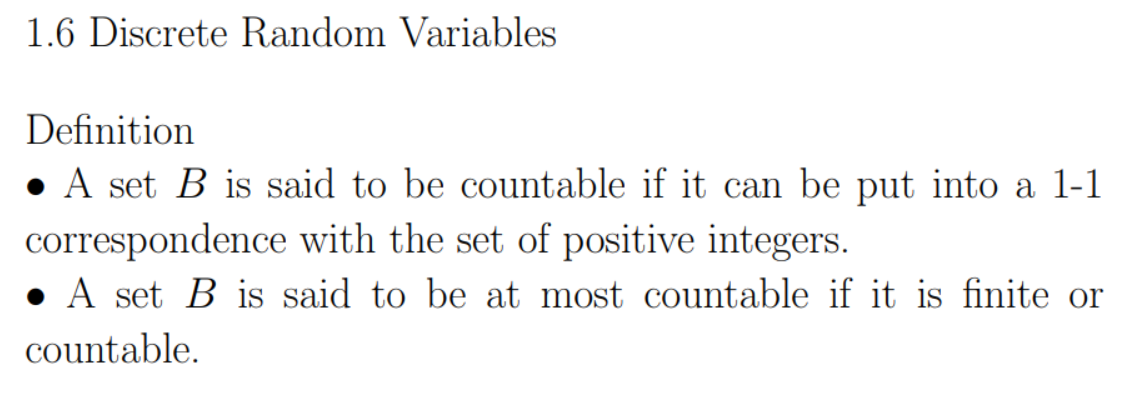 1.6 Discrete Random Variables
Definition
• A set B is said to be countable if it can be put into a 1-1
correspondence with the set of positive integers.
• A set B is said to be at most countable if it is finite or
countable.